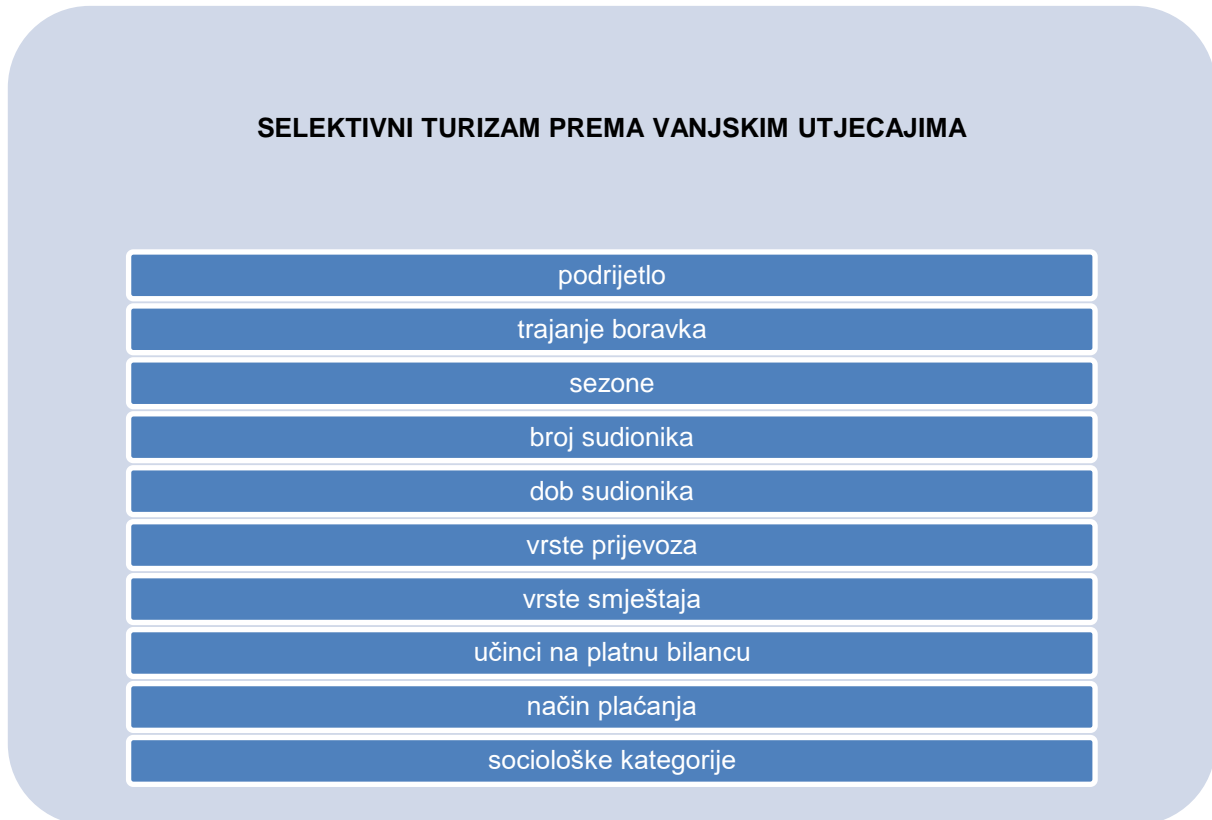 SELEKTIVNI TURIZAM PREMA VANJSKIM UTJECAJIMA
podrijetlo
trajanje boravka
sezone
broj sudionika
dob sudionika
vrste prijevoza
vrste smještaja
učinci na platnu bilancu
način plaćanja
sociološke kategorije